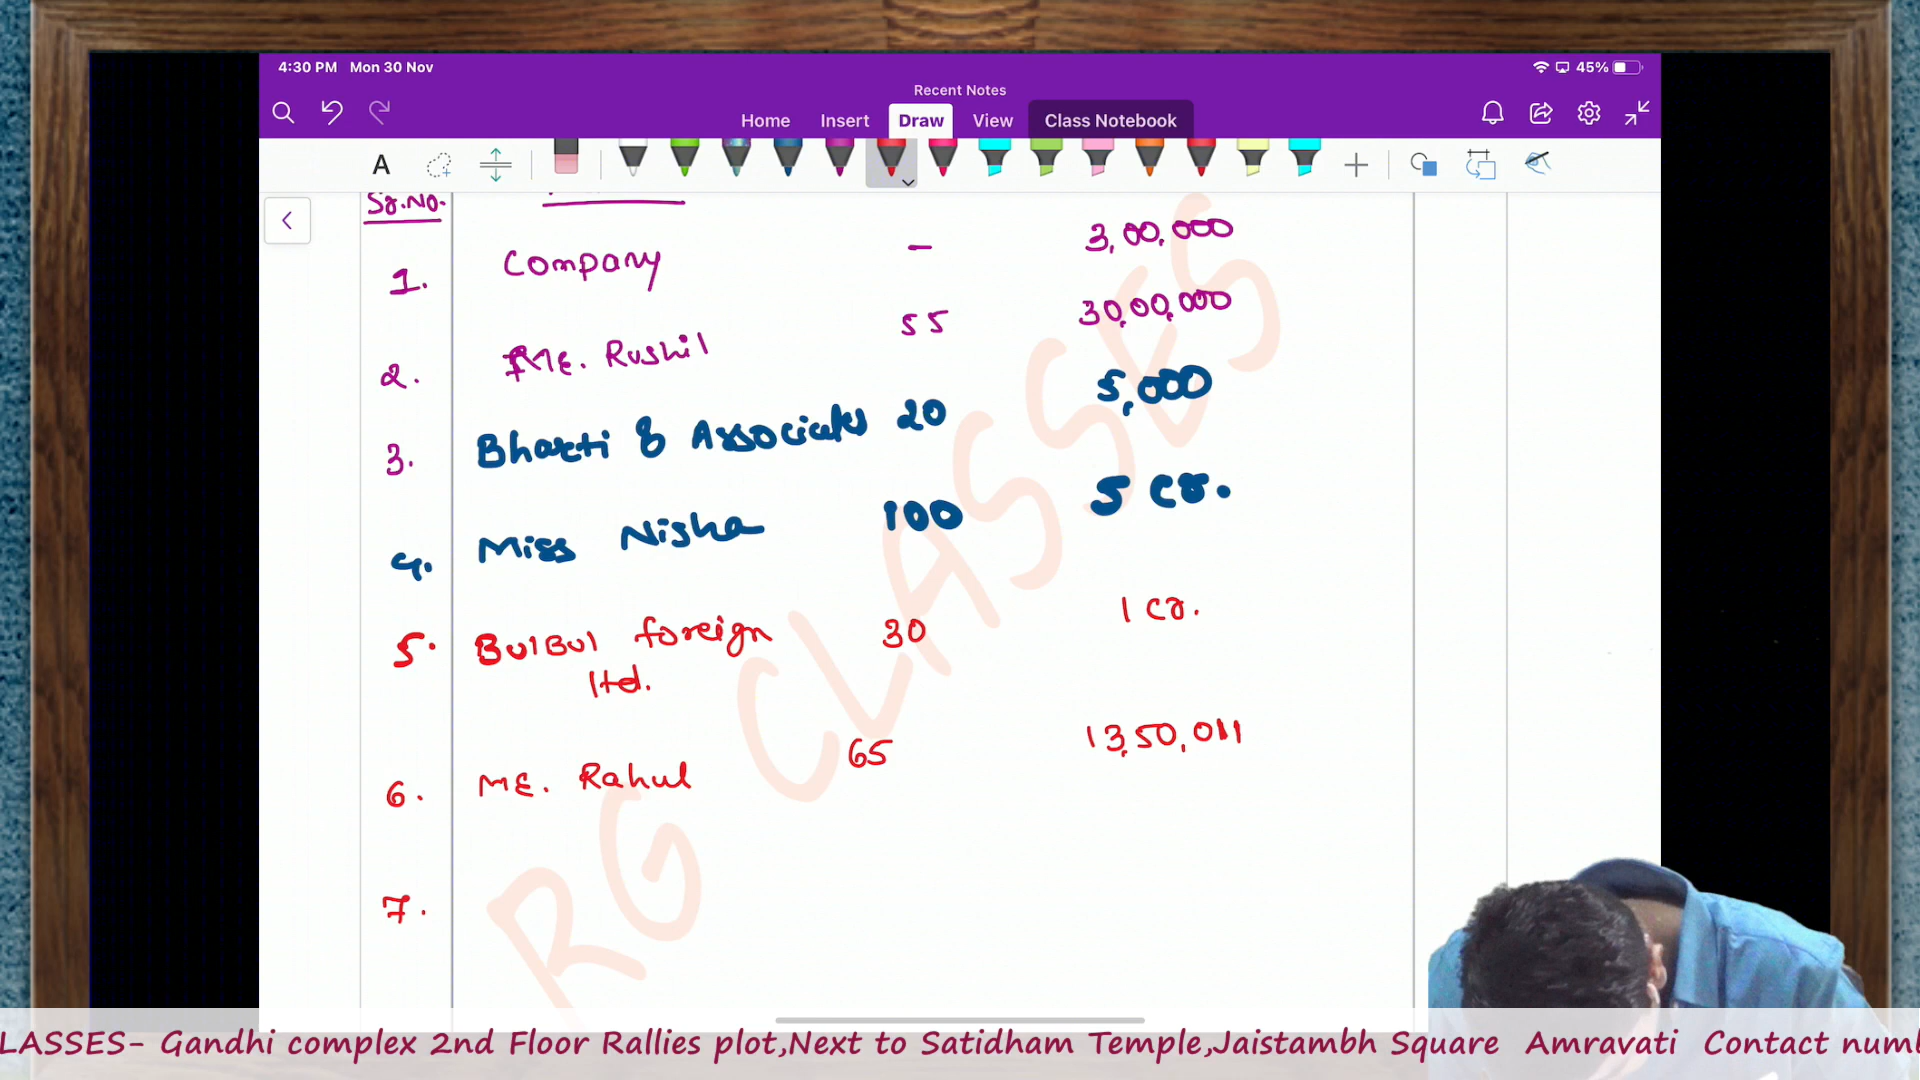 4:30 PM Mon 30 Nov
45%
Recent Notes
Home Insert Draw View Class Notebook
A
Sr.No.
1. Company - 3,00,000
2. Mr. Rushil 55 30,00,000
3. Bharti & Associates 20 5,000
4. Miss Nisha 100 5 cr.
5. BulBul foreign 30 1 cr.
ltd.
6. Mr. Rahul 65 13,50,011
7.
RG CLASSES
LASSES- Gandhi complex 2nd Floor Rallies plot,Next to Satidham Temple,Jaistambh Square Amravati Contact numb